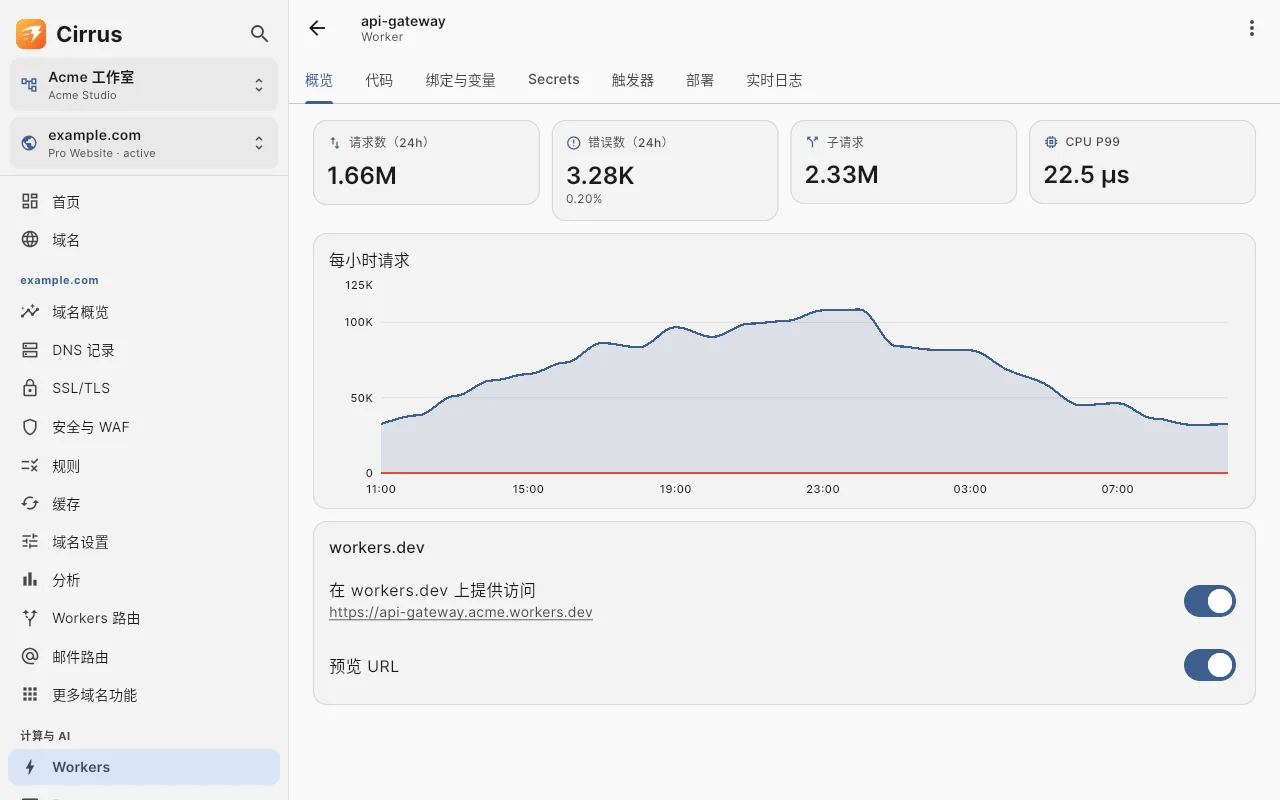 Cirrus
Acme 工作室
Acme Studio
example.com
Pro Website · active
首页
域名
example.com
域名概览
DNS 记录
SSL/TLS
安全与 WAF
规则
缓存
域名设置
分析
Workers 路由
邮件路由
更多域名功能
计算与 AI
Workers
api-gateway
Worker
概览
代码
绑定与变量
Secrets
触发器
部署
实时日志
请求数（24h）
1.66M
错误数（24h）
3.28K
0.20%
子请求
2.33M
CPU P99
22.5 µs
每小时请求
125K
100K
50K
0
11:00
15:00
19:00
23:00
03:00
07:00
workers.dev
在 workers.dev 上提供访问
https://api-gateway.acme.workers.dev
预览 URL